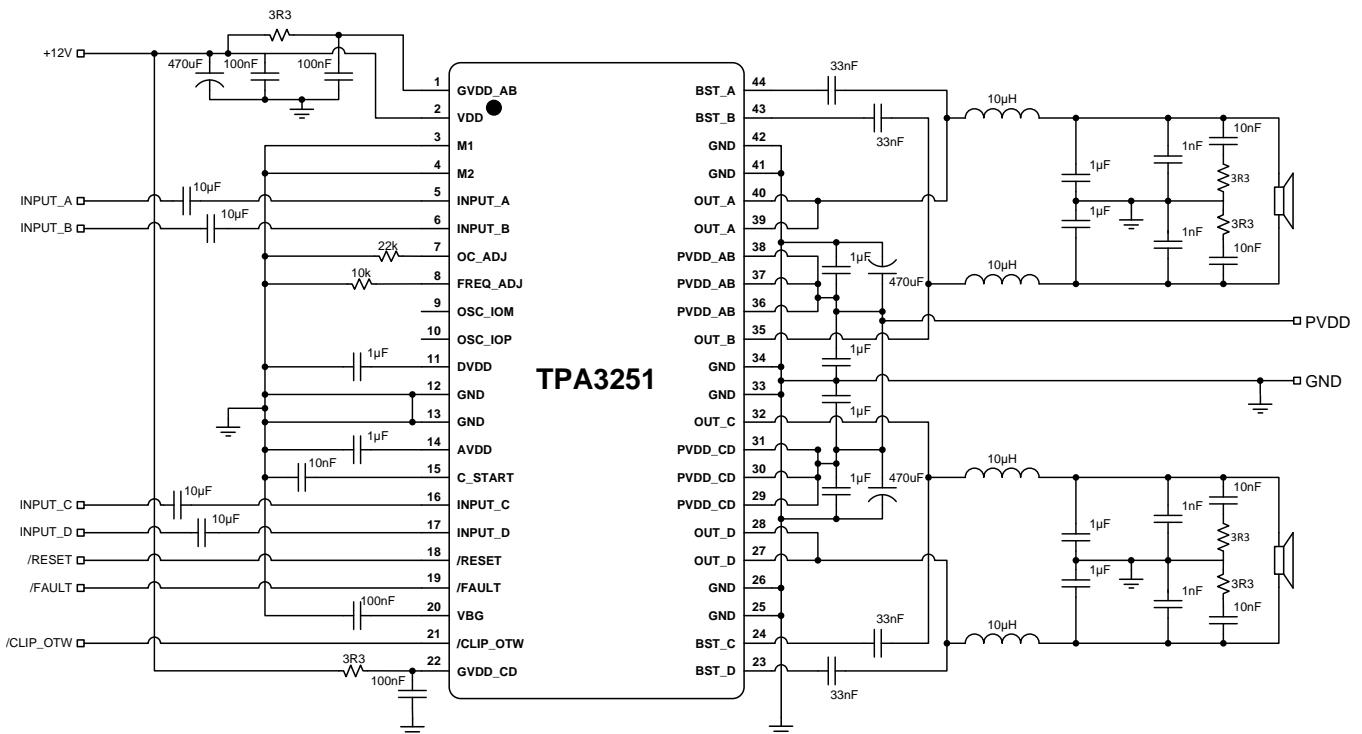 3R3
+12V
470uF
100nF
100nF
1
GVDD_AB
2
VDD
3
M1
4
M2
INPUT_A
10µF
5
INPUT_A
INPUT_B
10µF
6
INPUT_B
22k
7
OC_ADJ
10k
8
FREQ_ADJ
9
OSC_IOM
10
OSC_IOP
1µF
11
DVDD
12
GND
13
GND
1µF
14
AVDD
10nF
15
C_START
INPUT_C
10µF
16
INPUT_C
INPUT_D
10µF
17
INPUT_D
/RESET
18
/RESET
/FAULT
19
/FAULT
100nF
20
VBG
/CLIP_OTW
21
/CLIP_OTW
3R3
100nF
22
GVDD_CD
TPA3251
BST_A
44
33nF
BST_B
43
33nF
GND
42
GND
41
OUT_A
40
OUT_A
39
PVDD_AB
38
PVDD_AB
37
PVDD_AB
36
OUT_B
35
GND
34
GND
33
OUT_C
32
PVDD_CD
31
PVDD_CD
30
PVDD_CD
29
OUT_D
28
OUT_D
27
GND
26
GND
25
BST_C
24
33nF
BST_D
23
33nF
1µF
470uF
1µF
1µF
1µF
470uF
10µH
10µH
1µF
1µF
1nF
1nF
10nF
3R3
3R3
10nF
PVDD
GND
10µH
10µH
1µF
1µF
1nF
1nF
10nF
3R3
3R3
10nF